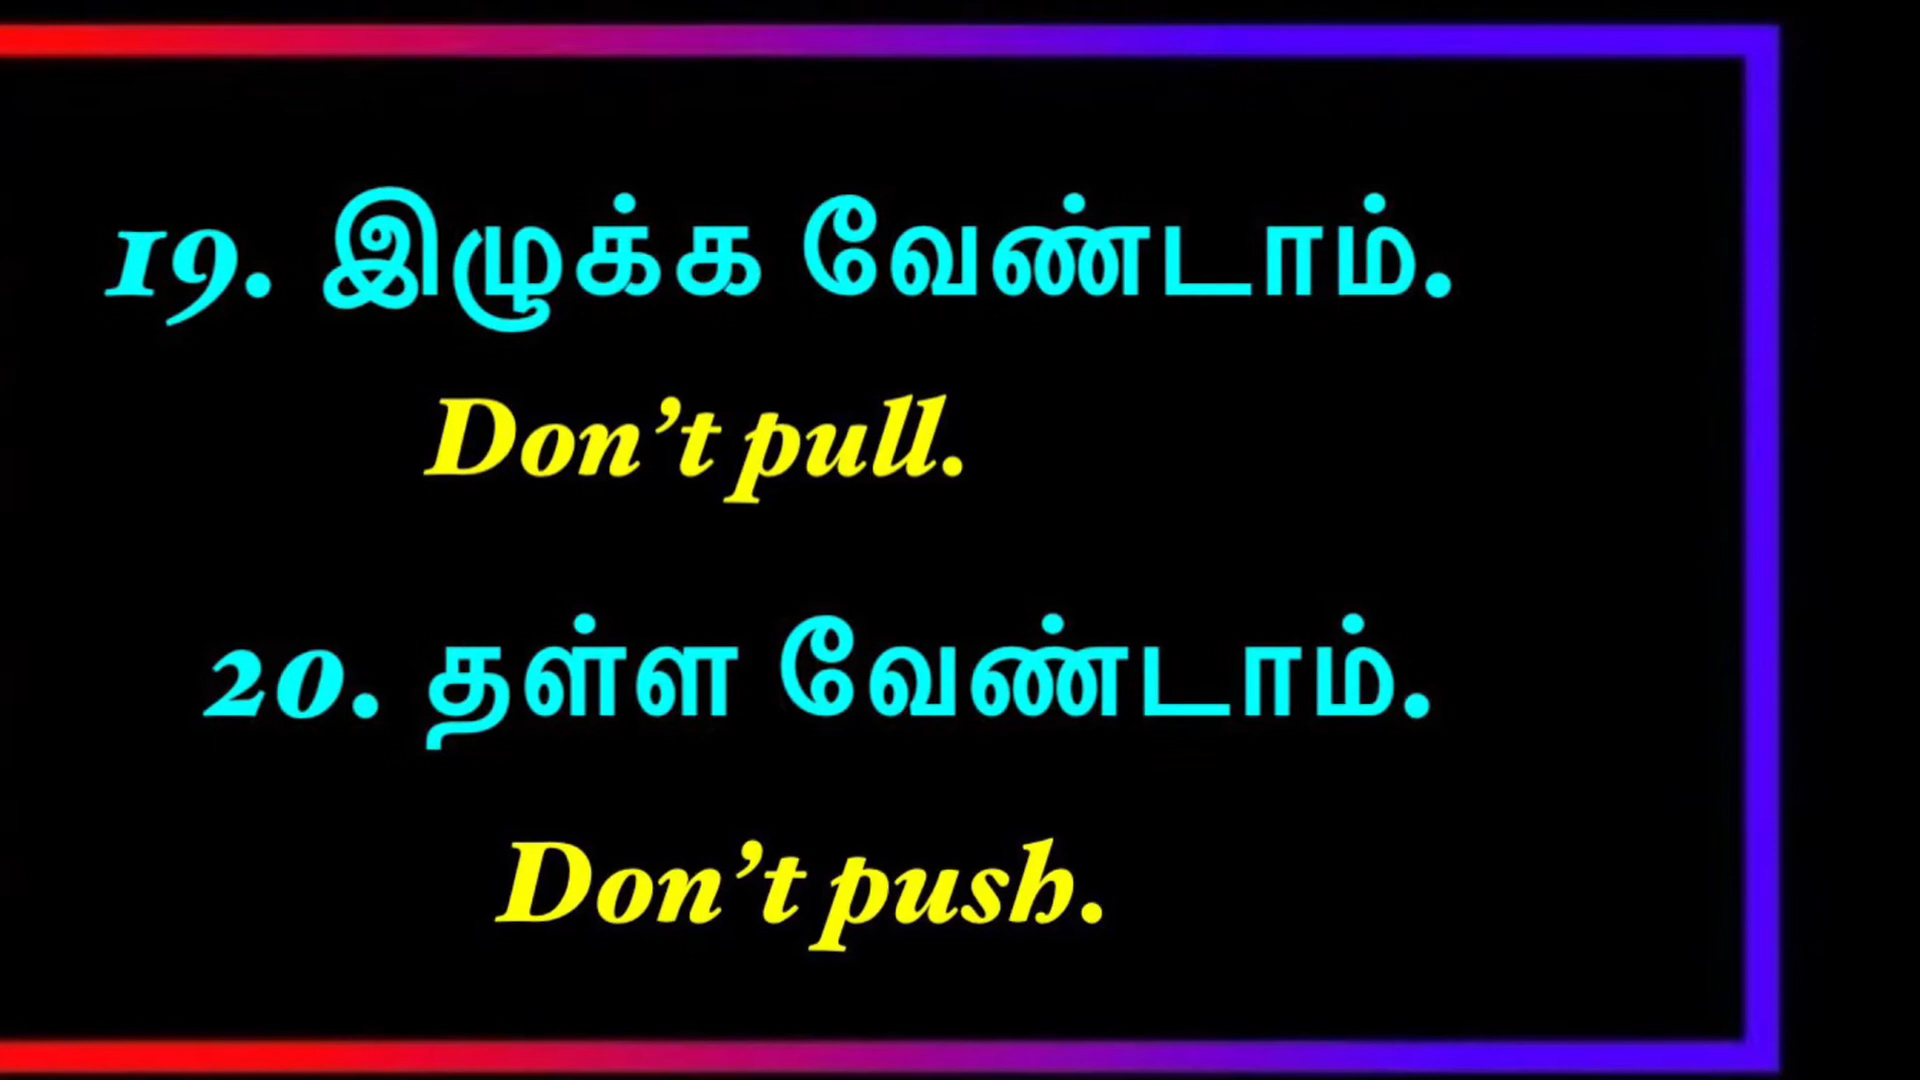 19. இழுக்க வேண்டாம்.
Don’t pull.
20. தள்ள வேண்டாம்.
Don’t push.